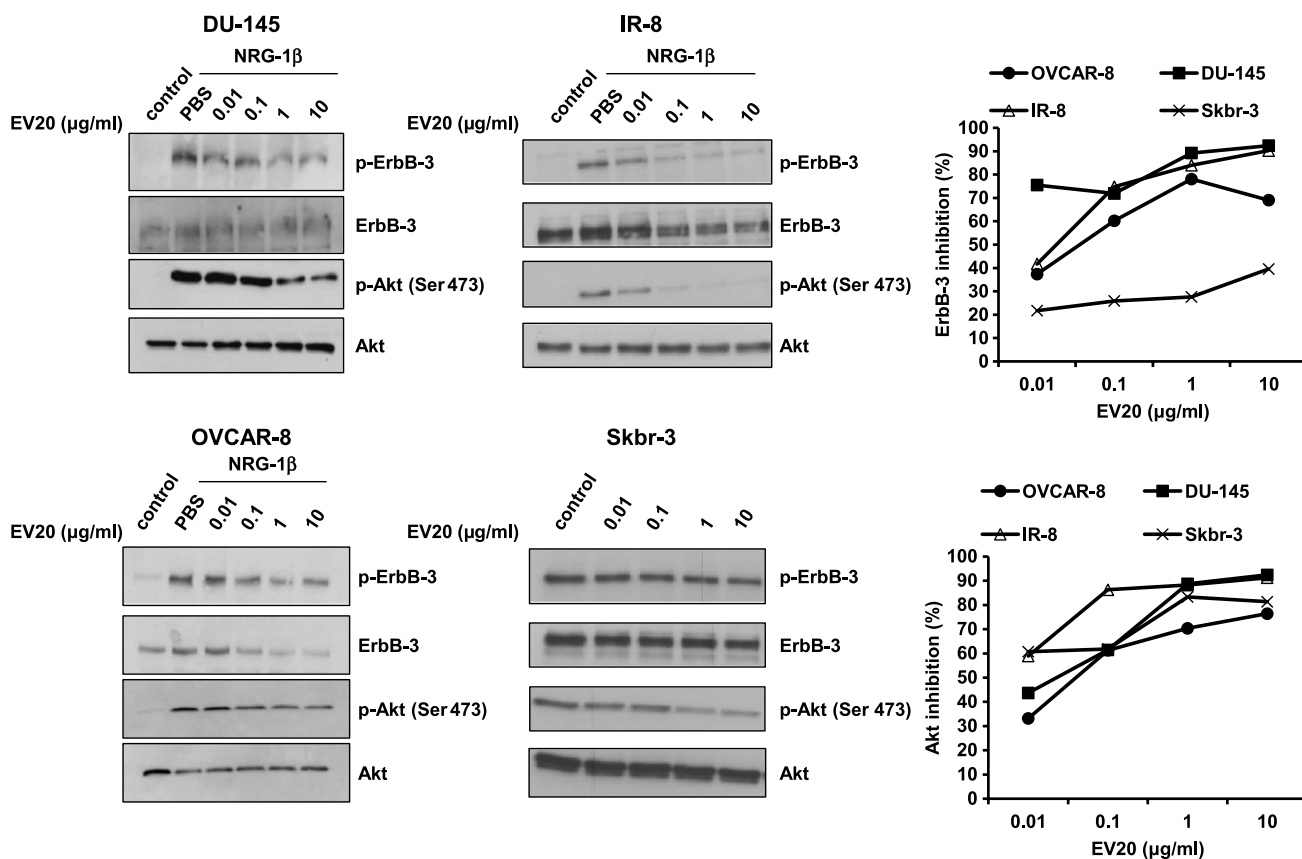 DU-145
NRG-1β
control PBS 0.01 0.1 1 10
EV20 (µg/ml)
p-ErbB-3
ErbB-3
p-Akt (Ser 473)
Akt
IR-8
NRG-1β
control PBS 0.01 0.1 1 10
EV20 (µg/ml)
p-ErbB-3
ErbB-3
p-Akt (Ser 473)
Akt
OVCAR-8 DU-145
IR-8 Skbr-3
ErbB-3 inhibition (%)
100
90
80
70
60
50
40
30
20
10
0
0.01 0.1 1 10
EV20 (µg/ml)
OVCAR-8
NRG-1β
control PBS 0.01 0.1 1 10
EV20 (µg/ml)
p-ErbB-3
ErbB-3
p-Akt (Ser 473)
Akt
Skbr-3
control 0.01 0.1 1 10
EV20 (µg/ml)
p-ErbB-3
ErbB-3
p-Akt (Ser 473)
Akt
OVCAR-8 DU-145
IR-8 Skbr-3
Akt inhibition (%)
100
90
80
70
60
50
40
30
20
10
0
0.01 0.1 1 10
EV20 (µg/ml)